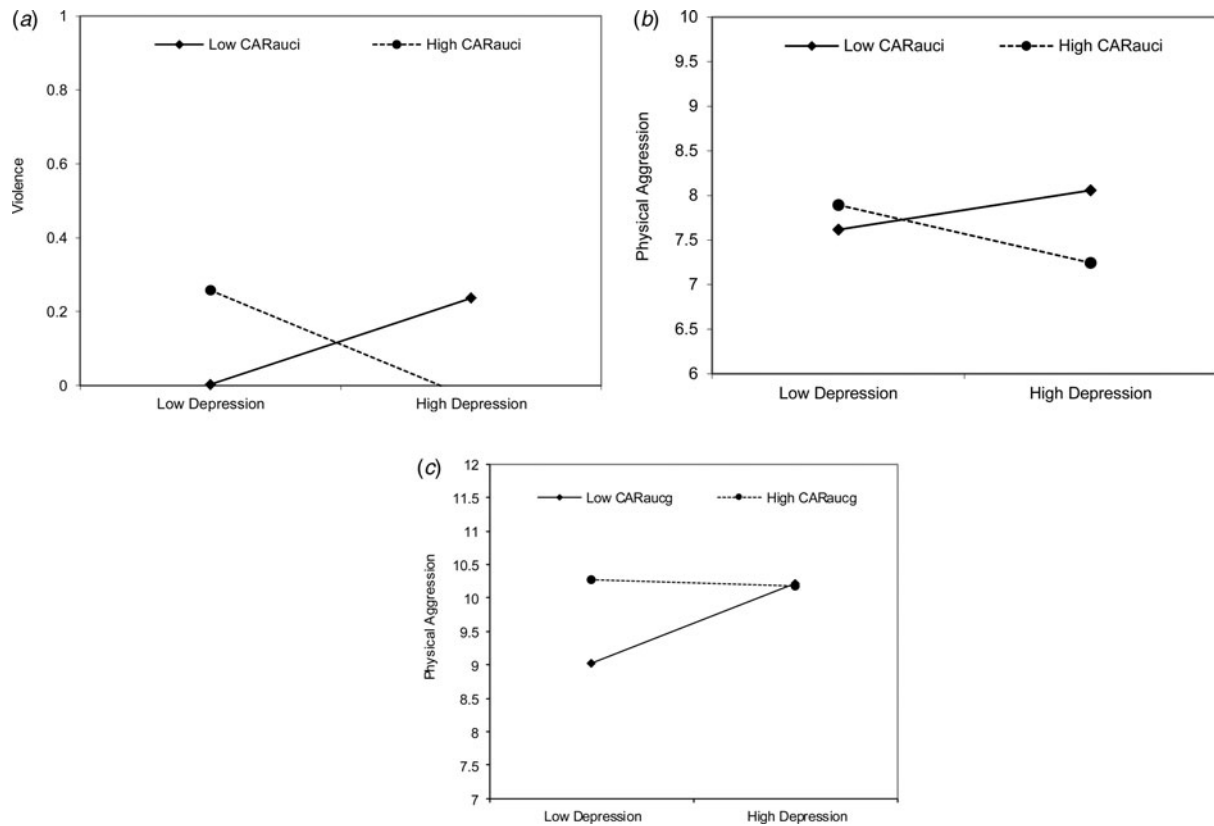 (a)
1
Low CARauci High CARauci
0.8
0.6
Violence
0.4
0.2
0
Low Depression High Depression
(b)
10
Low CARauci High CARauci
9.5
9
8.5
Physical Aggression
8
7.5
7
6.5
6
Low Depression High Depression
(c)
12
Low CARaucg High CARaucg
11.5
11
10.5
10
Physical Aggression
9.5
9
8.5
8
7.5
7
Low Depression High Depression